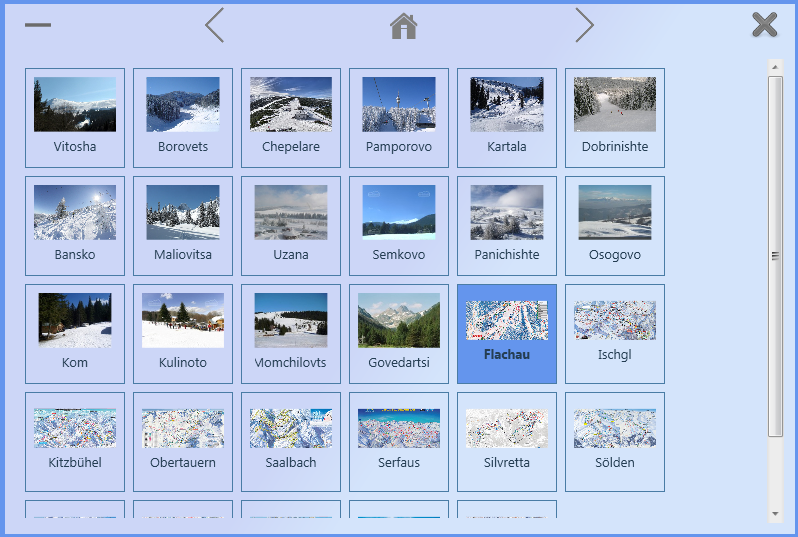 Vitosha
Borovets
Chepelare
Pamporovo
Kartala
Dobrinishte
Bansko
Maliovitsa
Uzana
Semkovo
Panichishte
Osogovo
Kom
Kulinoto
Momchilovts
Govedartsi
Flachau
Ischgl
Kitzbühel
Obertauern
Saalbach
Serfaus
Silvretta
Sölden